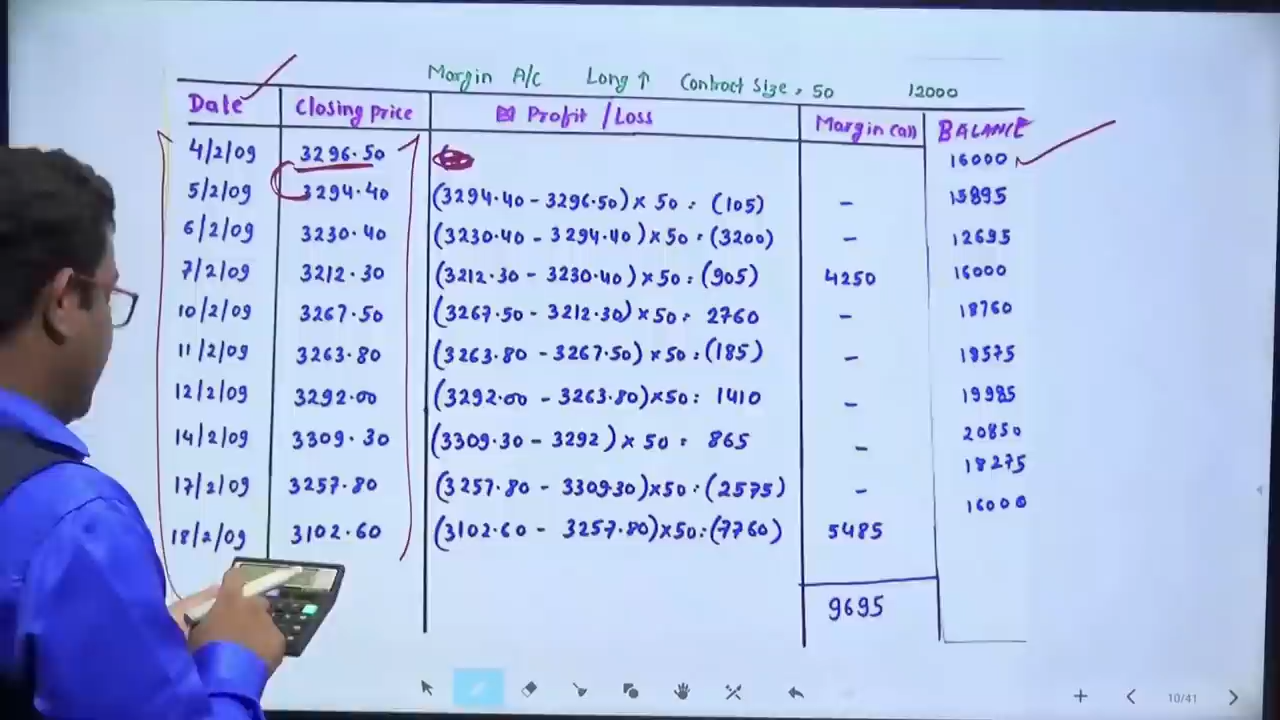 Margin A/C Long ↑ Contract Size, 50 12000
Date Closing Price Profit / Loss Margin Call BALANCE
4/2/09 3296.50 16000
5/2/09 3294.40 (3294.40 - 3296.50) × 50 = (105) - 15895
6/2/09 3230.40 (3230.40 - 3294.40) × 50 = (3200) - 12695
7/2/09 3212.30 (3212.30 - 3230.40) × 50 = (905) 4250 16000
10/2/09 3267.50 (3267.50 - 3212.30) × 50 = 2760 - 18760
11/2/09 3263.80 (3263.80 - 3267.50) × 50 = (185) - 18575
12/2/09 3292.00 (3292.00 - 3263.80) × 50 = 1410 - 19985
14/2/09 3309.30 (3309.30 - 3292) × 50 = 865 - 20850
17/2/09 3257.80 (3257.80 - 3309.30) × 50 = (2575) - 18275
18/2/09 3102.60 (3102.60 - 3257.80) × 50 = (7760) 5485 16000
9695
10/41